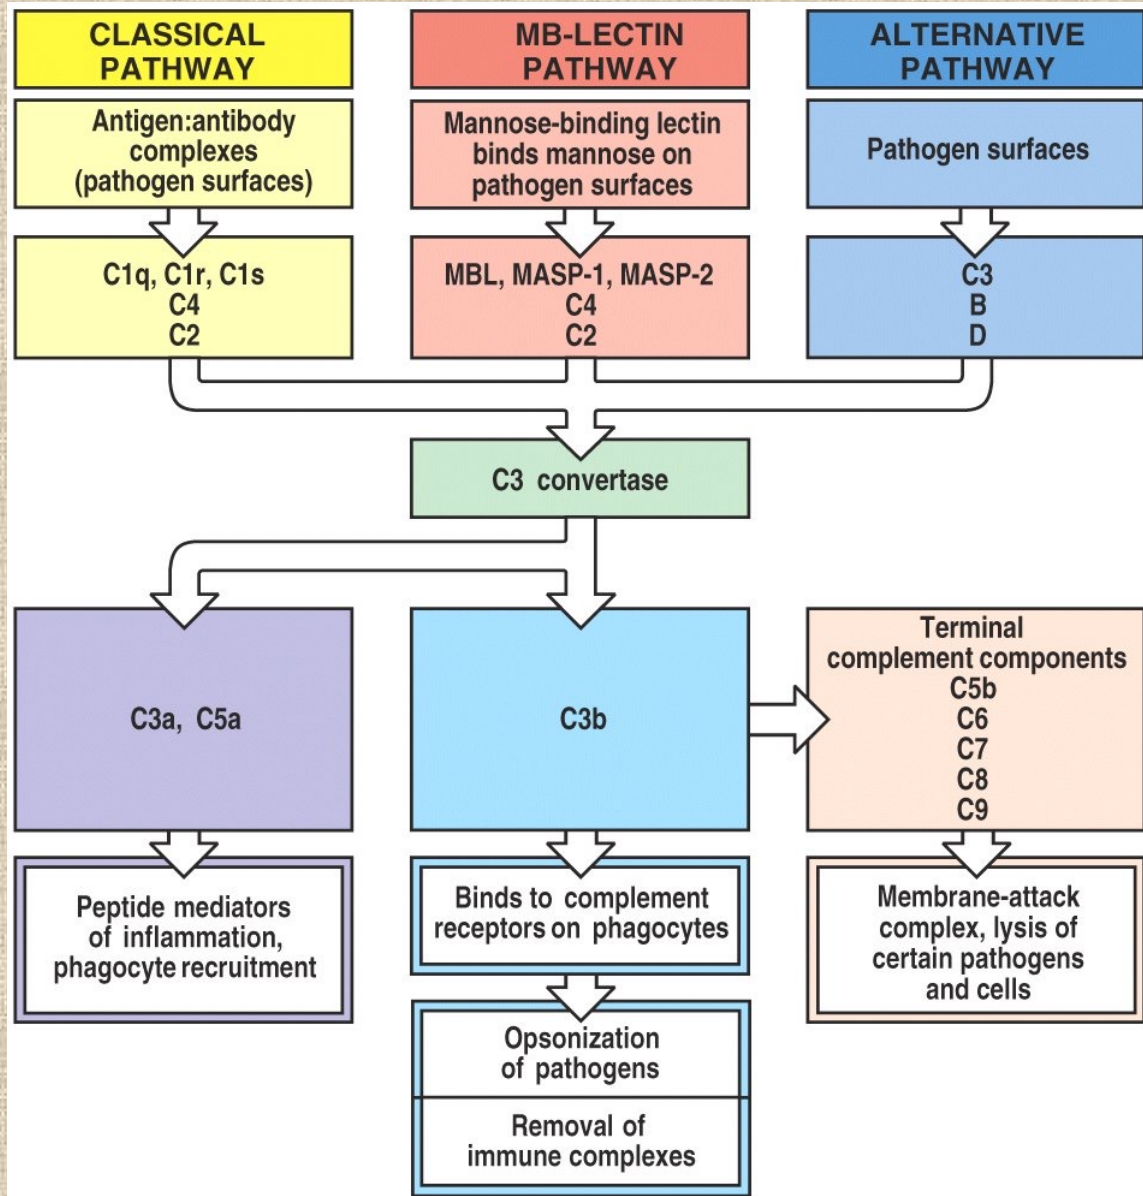 CLASSICAL
PATHWAY
MB-LECTIN
PATHWAY
ALTERNATIVE
PATHWAY
Antigen:antibody
complexes
(pathogen surfaces)
Mannose-binding lectin
binds mannose on
pathogen surfaces
Pathogen surfaces
C1q, C1r, C1s
C4
C2
MBL, MASP-1, MASP-2
C4
C2
C3
B
D
C3 convertase
C3a, C5a
C3b
Terminal
complement components
C5b
C6
C7
C8
C9
Peptide mediators
of inflammation,
phagocyte recruitment
Binds to complement
receptors on phagocytes
Membrane-attack
complex, lysis of
certain pathogens
and cells
Opsonization
of pathogens
Removal of
immune complexes